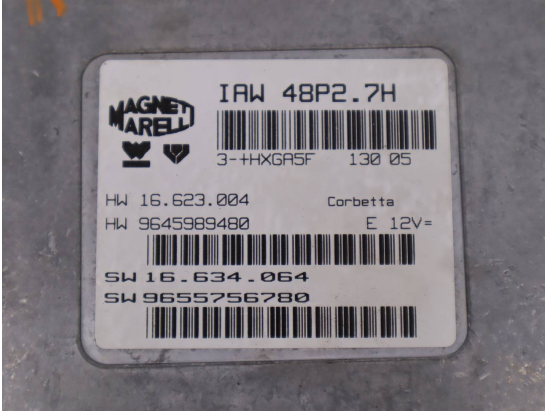 MAGNETI
MARELLI
IAW 48P2.7H
3-+HXGA5F 130 05
HW 16.623.004 Corbetta
HW 9645989480 E 12V=
SW 16.634.064
SW 9655756780